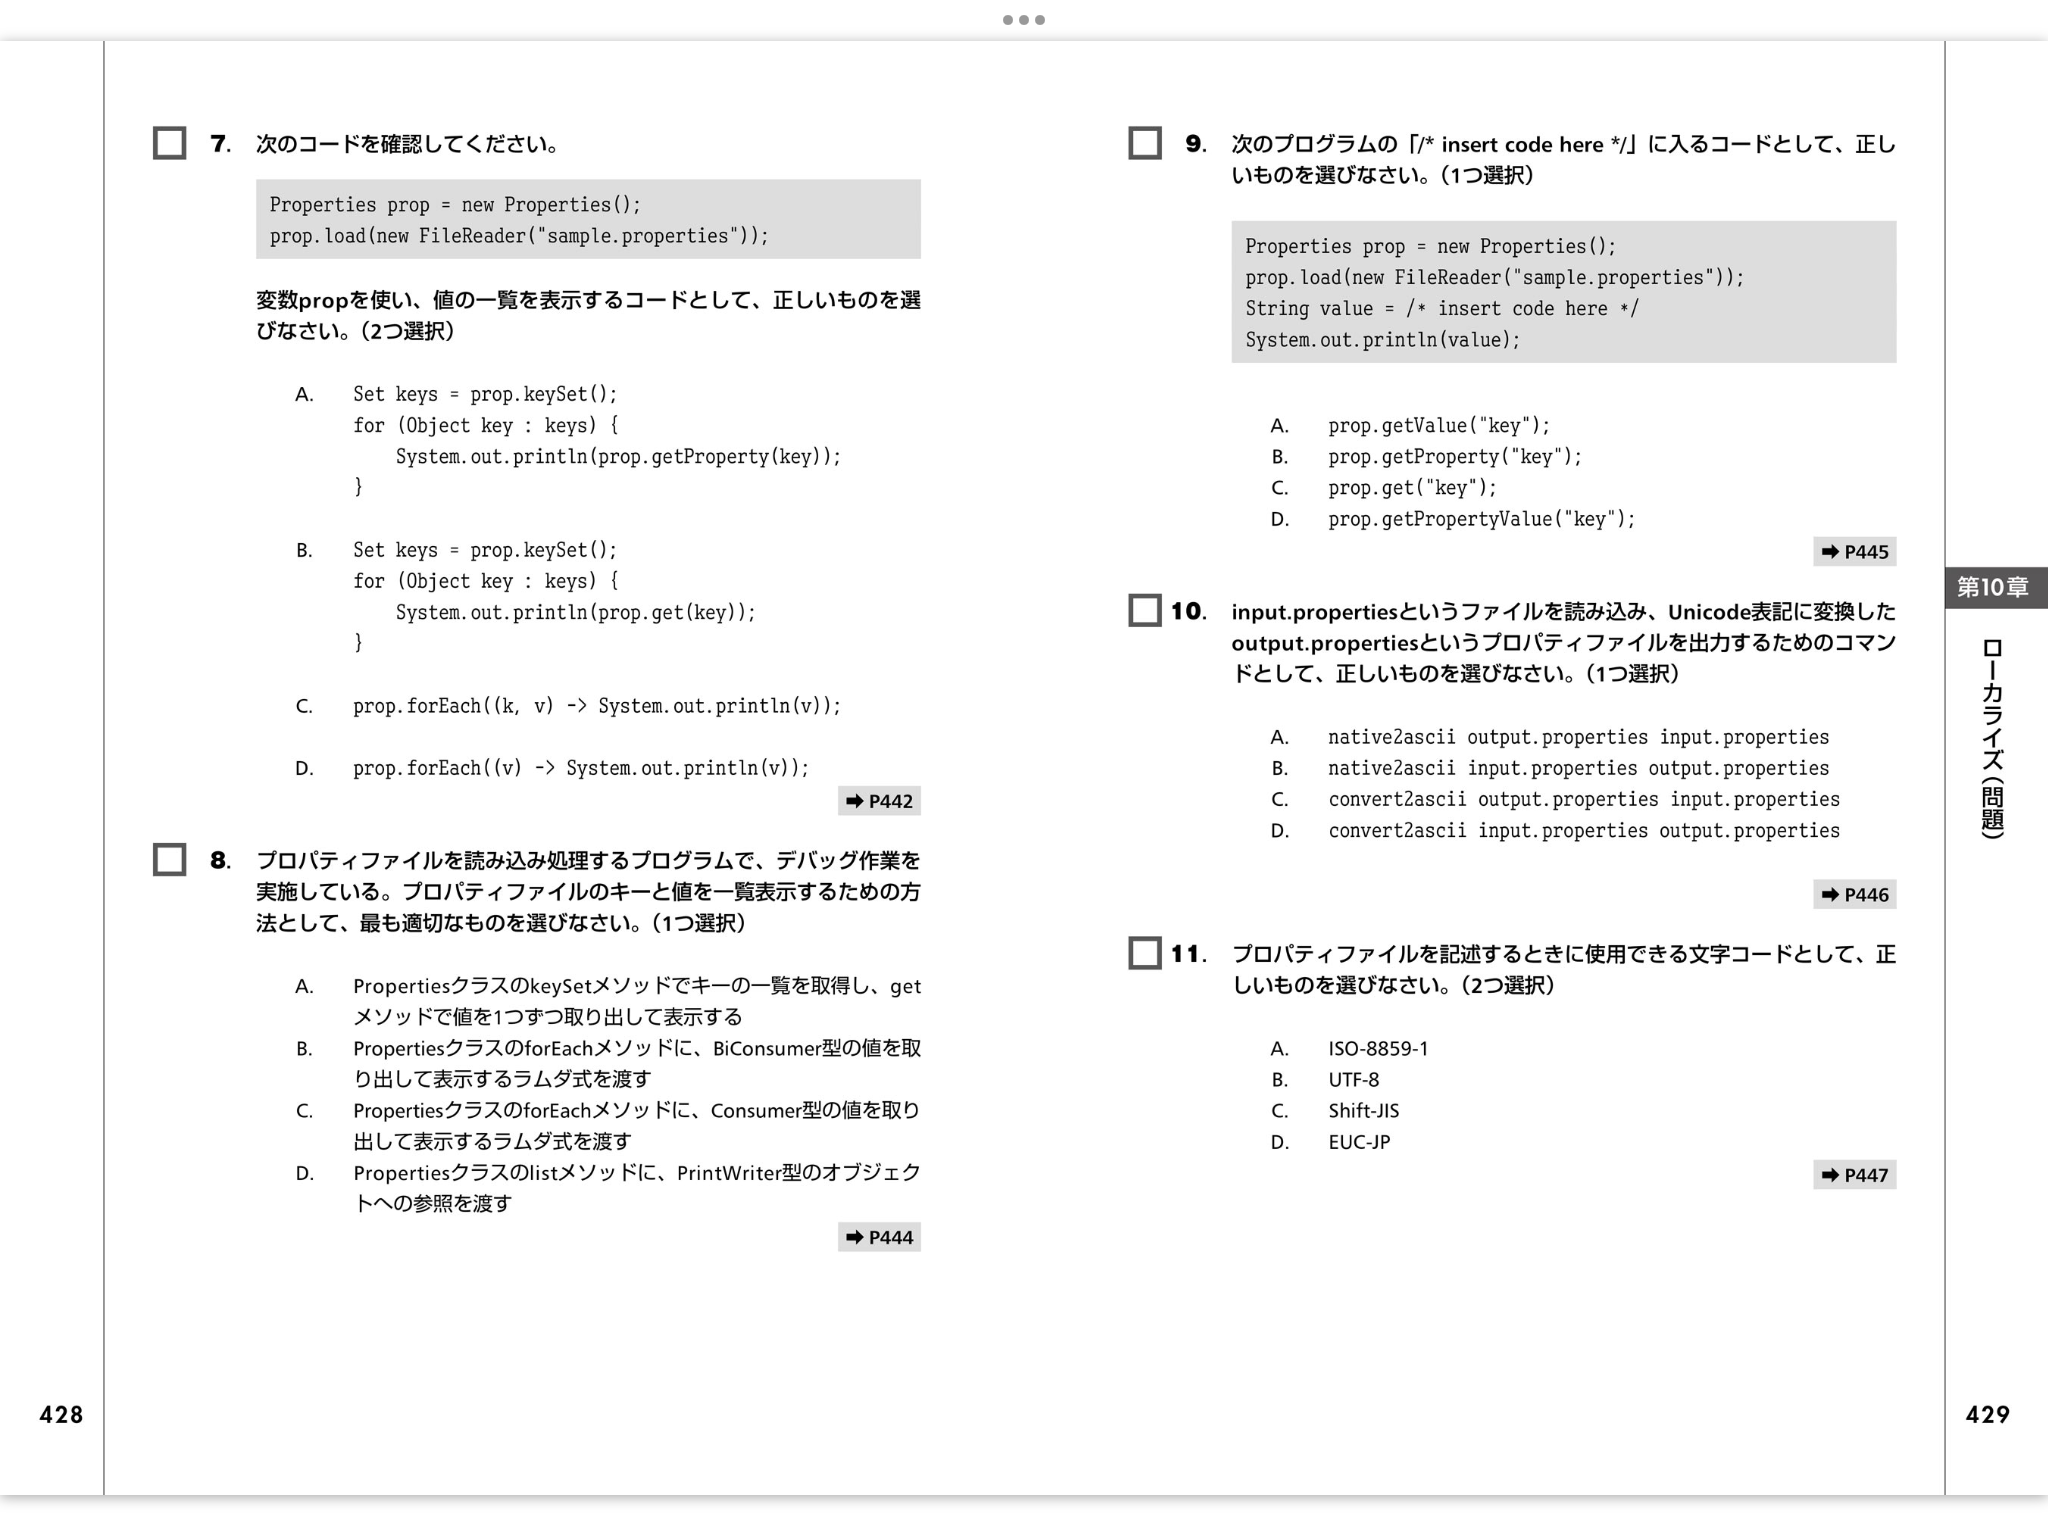 7. 次のコードを確認してください。
Properties prop = new Properties();
prop.load(new FileReader("sample.properties"));
変数propを使い、値の一覧を表示するコードとして、正しいものを選
びなさい。(2つ選択)
A. Set keys = prop.keySet();
for (Object key : keys) {
    System.out.println(prop.getProperty(key));
}
B. Set keys = prop.keySet();
for (Object key : keys) {
    System.out.println(prop.get(key));
}
C. prop.forEach((k, v) -> System.out.println(v));
D. prop.forEach((v) -> System.out.println(v));
➡ P442
8. プロパティファイルを読み込み処理するプログラムで、デバッグ作業を
実施している。プロパティファイルのキーと値を一覧表示するための方
法として、最も適切なものを選びなさい。(1つ選択)
A. PropertiesクラスのkeySetメソッドでキーの一覧を取得し、get
メソッドで値を1つずつ取り出して表示する
B. PropertiesクラスのforEachメソッドに、BiConsumer型の値を取
り出して表示するラムダ式を渡す
C. PropertiesクラスのforEachメソッドに、Consumer型の値を取り
出して表示するラムダ式を渡す
D. Propertiesクラスのlistメソッドに、PrintWriter型のオブジェク
トへの参照を渡す
➡ P444
428
9. 次のプログラムの「/* insert code here */」に入るコードとして、正し
いものを選びなさい。(1つ選択)
Properties prop = new Properties();
prop.load(new FileReader("sample.properties"));
String value = /* insert code here */
System.out.println(value);
A. prop.getValue("key");
B. prop.getProperty("key");
C. prop.get("key");
D. prop.getPropertyValue("key");
➡ P445
10. input.propertiesというファイルを読み込み、Unicode表記に変換した
output.propertiesというプロパティファイルを出力するためのコマン
ドとして、正しいものを選びなさい。(1つ選択)
A. native2ascii output.properties input.properties
B. native2ascii input.properties output.properties
C. convert2ascii output.properties input.properties
D. convert2ascii input.properties output.properties
➡ P446
11. プロパティファイルを記述するときに使用できる文字コードとして、正
しいものを選びなさい。(2つ選択)
A. ISO-8859-1
B. UTF-8
C. Shift-JIS
D. EUC-JP
➡ P447
第10章
ローカライズ(問題)
429